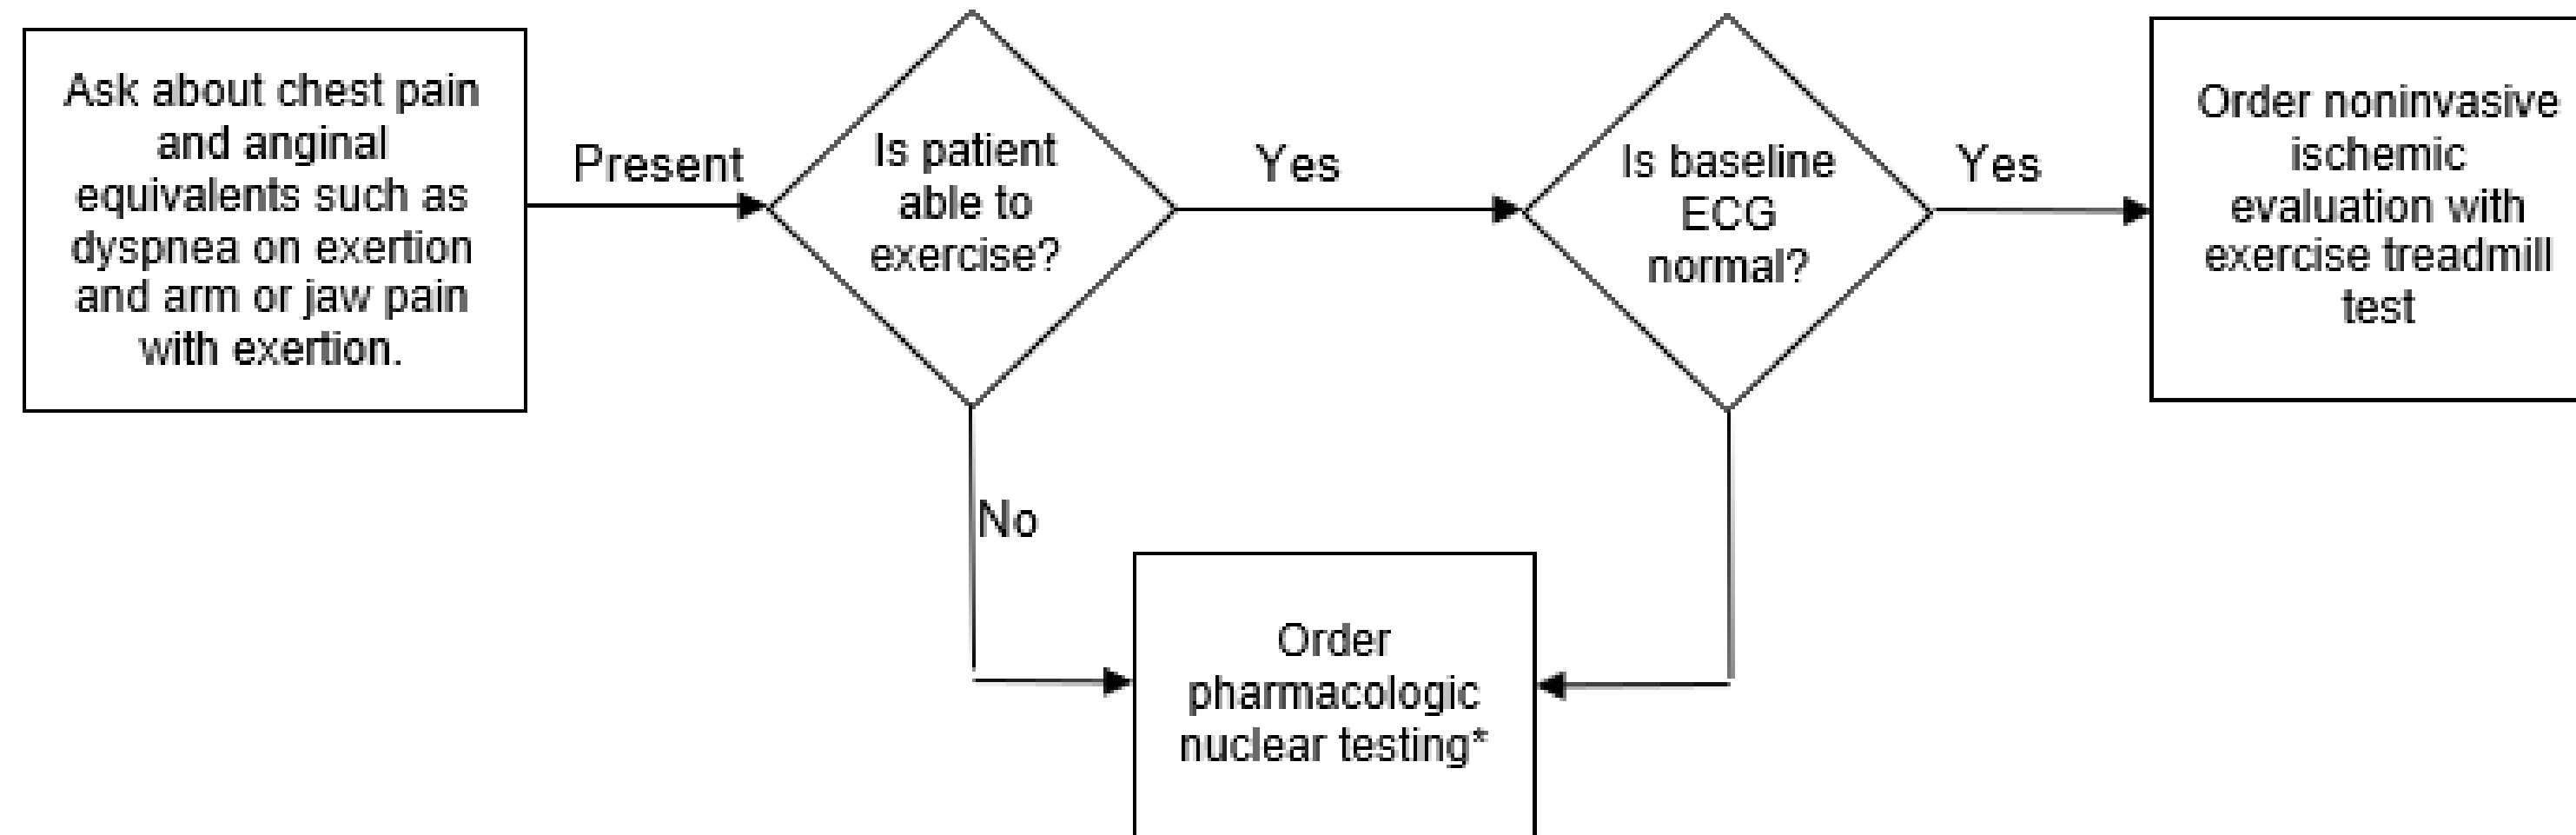 Ask about chest pain
and anginal
equivalents such as
dyspnea on exertion
and arm or jaw pain
with exertion.
Present
Is patient
able to
exercise?
Yes
Is baseline
ECG
normal?
Yes
Order noninvasive
ischemic
evaluation with
exercise treadmill
test
No
Order
pharmacologic
nuclear testing*